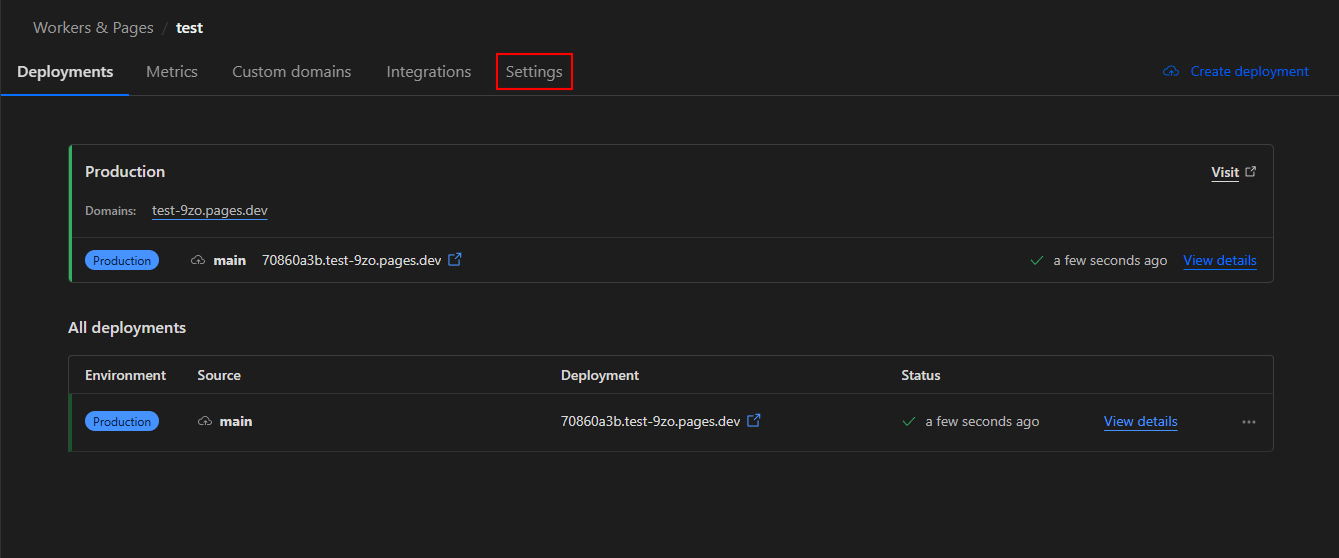 Workers & Pages / test
Deployments Metrics Custom domains Integrations Settings Create deployment
Production Visit
Domains: test-9zo.pages.dev
Production main 70860a3b.test-9zo.pages.dev a few seconds ago View details
All deployments
Environment Source Deployment Status
Production main 70860a3b.test-9zo.pages.dev a few seconds ago View details ...